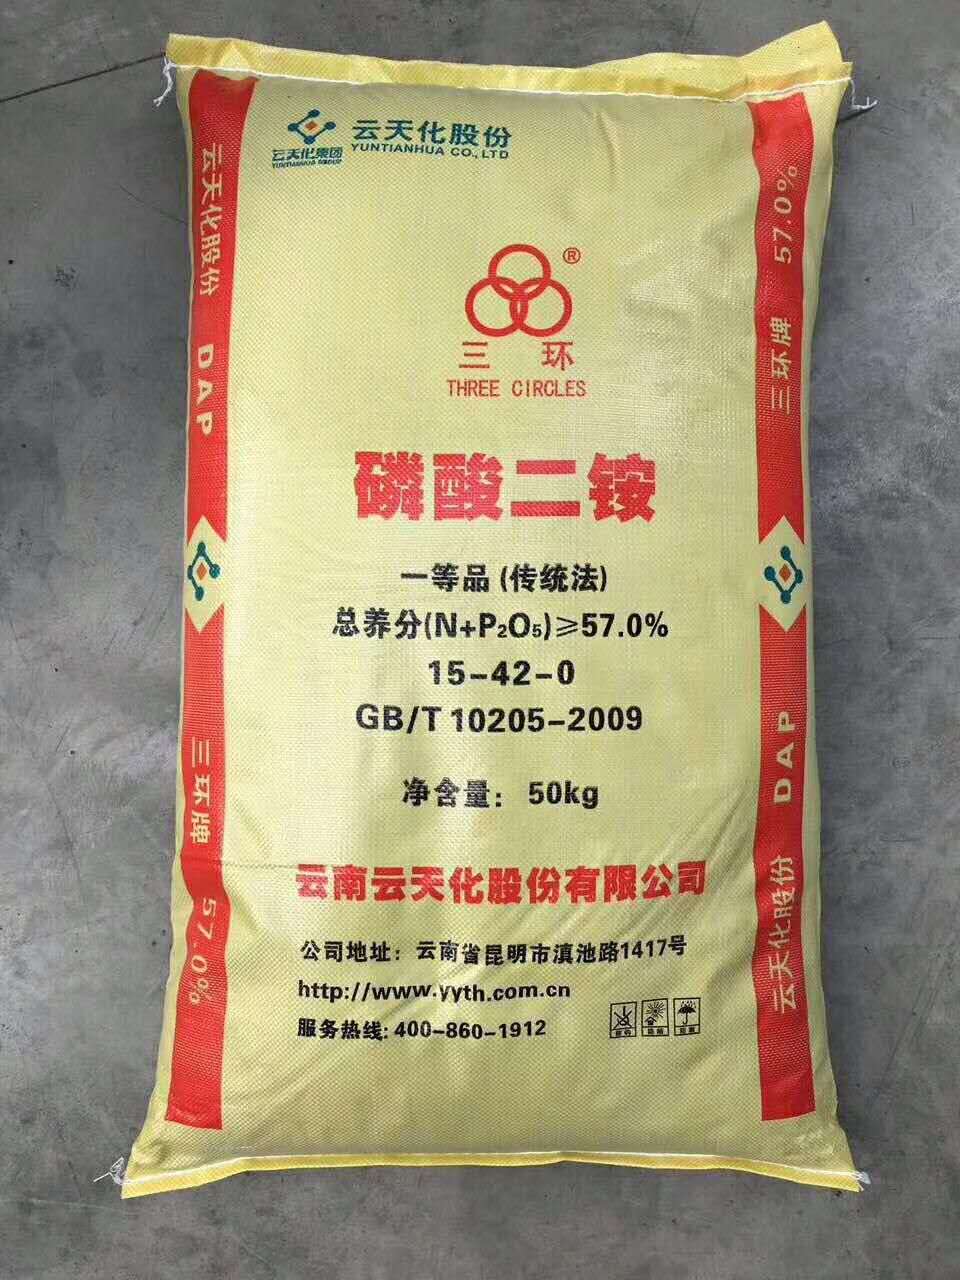 云天化集团
YUNTIANHUA GROUP
云天化股份
YUNTIANHUA CO.,LTD
®
三环
THREE CIRCLES
磷酸二铵
一等品(传统法)
总养分(N+P₂O₅)≥57.0%
15-42-0
GB/T 10205-2009
净含量： 50kg
云南云天化股份有限公司
公司地址：云南省昆明市滇池路1417号
http://www.yyth.com.cn
服务热线:400-860-1912
云天化股份 DAP
三环牌 57.0%
三环牌 57.0%
云天化股份 DAP